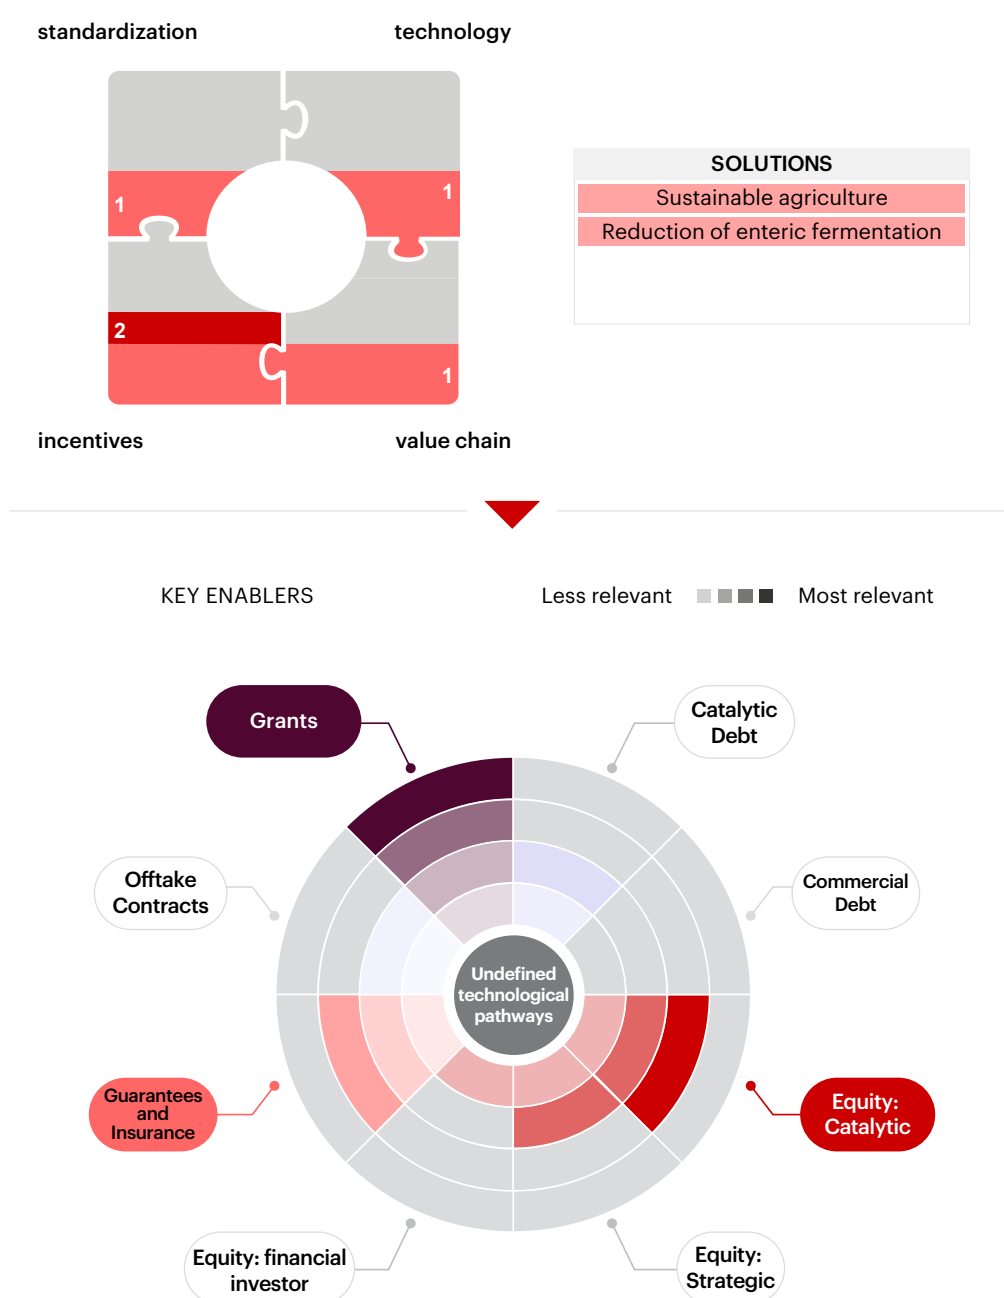 standardization
technology
1
1
2
1
incentives
value chain
SOLUTIONS
Sustainable agriculture
Reduction of enteric fermentation
KEY ENABLERS
Less relevant
Most relevant
Grants
Catalytic
Debt
Offtake
Contracts
Commercial
Debt
Undefined
technological
pathways
Guarantees
and
Insurance
Equity:
Catalytic
Equity: financial
investor
Equity:
Strategic